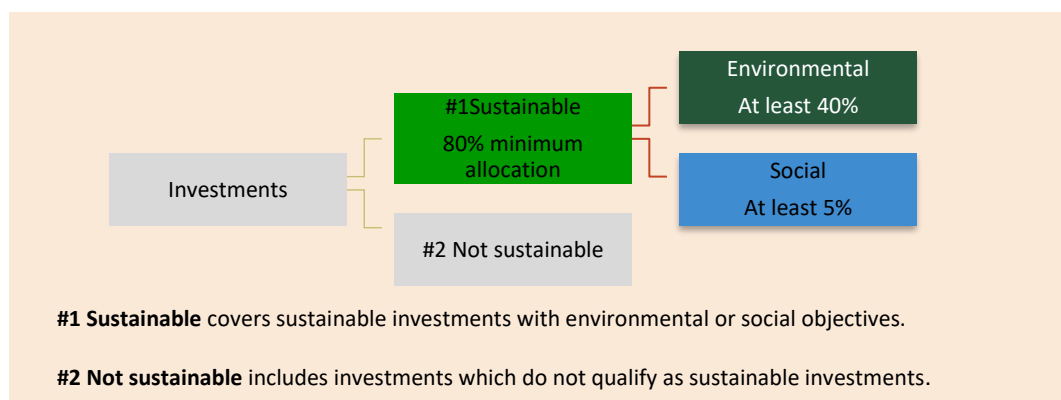 Investments
#1Sustainable
80% minimum
allocation
#2 Not sustainable
Environmental
At least 40%
Social
At least 5%
#1 Sustainable covers sustainable investments with environmental or social objectives.
#2 Not sustainable includes investments which do not qualify as sustainable investments.